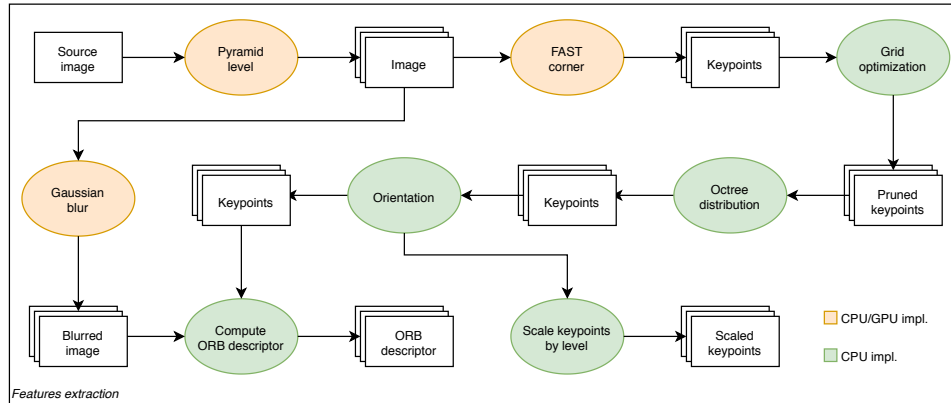 Source
image
Pyramid
level
Image
FAST
corner
Keypoints
Grid
optimization
Gaussian
blur
Keypoints
Orientation
Keypoints
Octree
distribution
Pruned
keypoints
Blurred
image
Compute
ORB descriptor
ORB
descriptor
Scale keypoints
by level
Scaled
keypoints
CPU/GPU impl.
CPU impl.
Features extraction